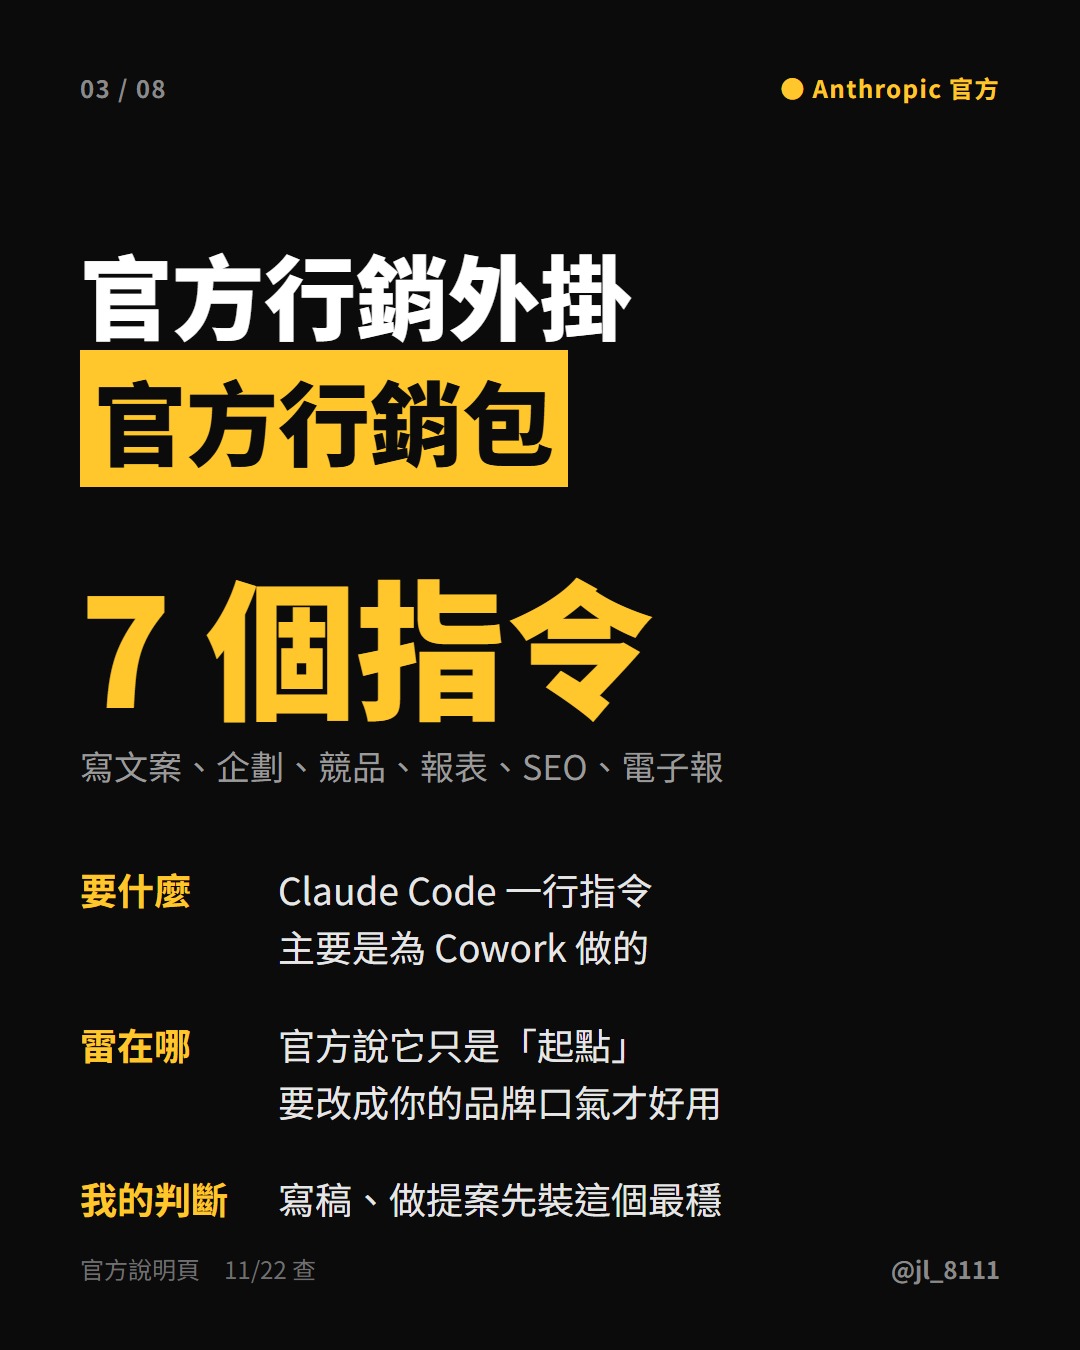 03 / 08
Anthropic 官方
官方行銷外掛
官方行銷包
7 個指令
寫文案、企劃、競品、報表、SEO、電子報
要什麼
Claude Code 一行指令
主要是為 Cowork 做的
雷在哪
官方說它只是「起點」
要改成你的品牌口氣才好用
我的判斷
寫稿、做提案先裝這個最穩
官方說明頁 11/22 查
@jl_8111